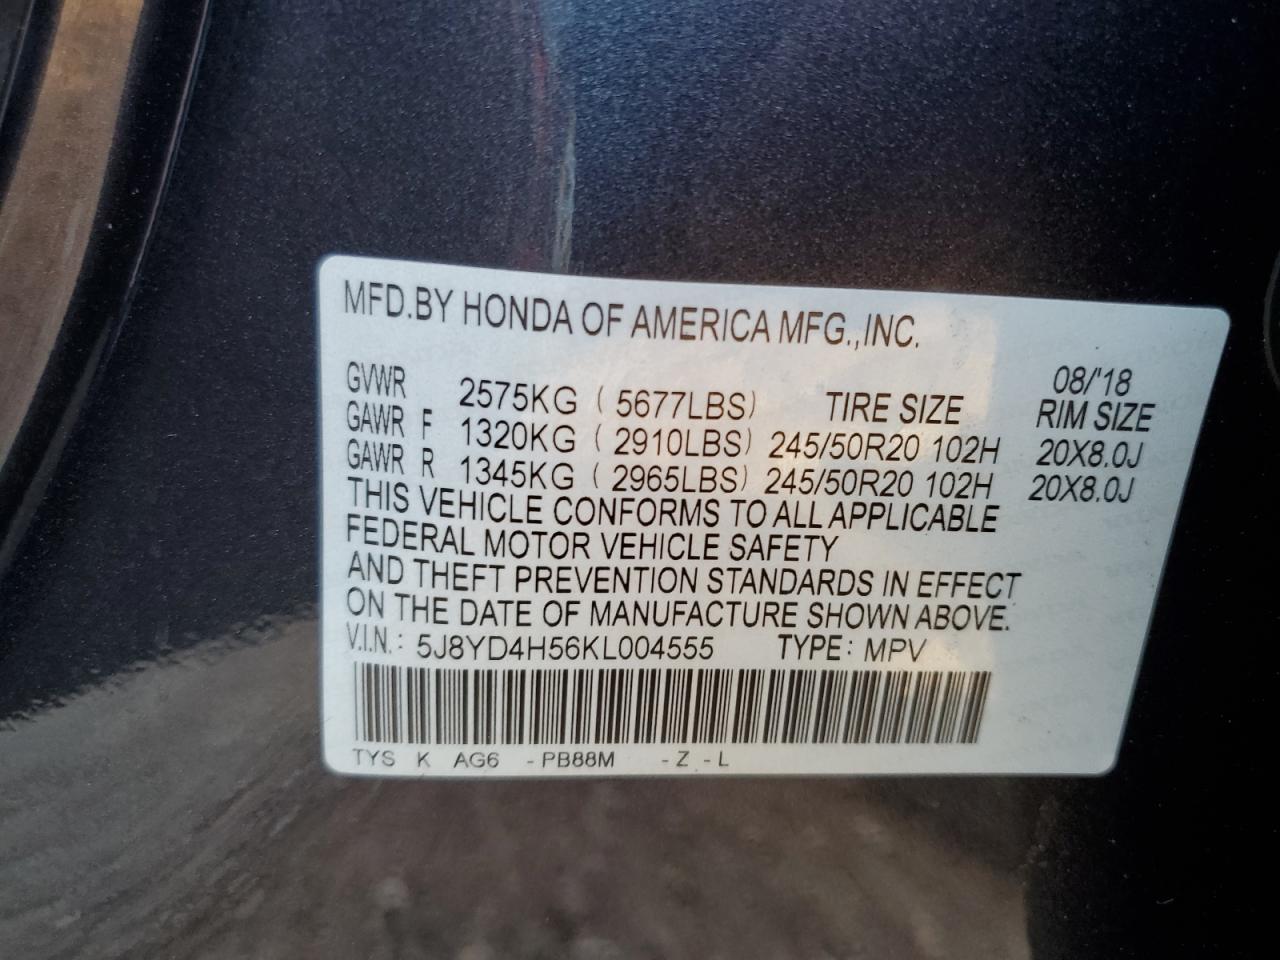 MFD.BY HONDA OF AMERICA MFG.,INC.
08/'18
GVWR 2575KG ( 5677LBS) TIRE SIZE RIM SIZE
GAWR F 1320KG ( 2910LBS) 245/50R20 102H 20X8.0J
GAWR R 1345KG ( 2965LBS) 245/50R20 102H 20X8.0J
THIS VEHICLE CONFORMS TO ALL APPLICABLE
FEDERAL MOTOR VEHICLE SAFETY
AND THEFT PREVENTION STANDARDS IN EFFECT
ON THE DATE OF MANUFACTURE SHOWN ABOVE.
V.I.N.: 5J8YD4H56KL004555 TYPE: MPV
TYS K AG6 -PB88M -Z -L